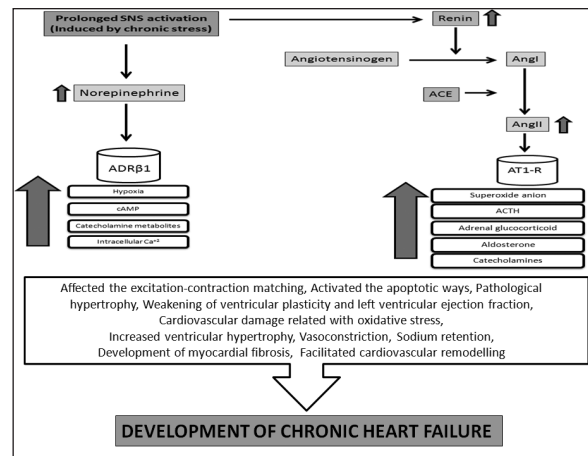 Prolonged SNS activation
(Induced by chronic stress)
Renin
Angiotensinogen
AngI
ACE
Norepinephrine
AngII
ADRβ1
AT1-R
Hypoxia
cAMP
Catecholamine metabolites
Intracellular Ca⁺²
Superoxide anion
ACTH
Adrenal glucocorticoid
Aldosterone
Catecholamines
Affected the excitation-contraction matching, Activated the apoptotic ways, Pathological
hypertrophy, Weakening of ventricular plasticity and left ventricular ejection fraction,
Cardiovascular damage related with oxidative stress,
Increased ventricular hypertrophy, Vasoconstriction, Sodium retention,
Development of myocardial fibrosis, Facilitated cardiovascular remodelling
DEVELOPMENT OF CHRONIC HEART FAILURE